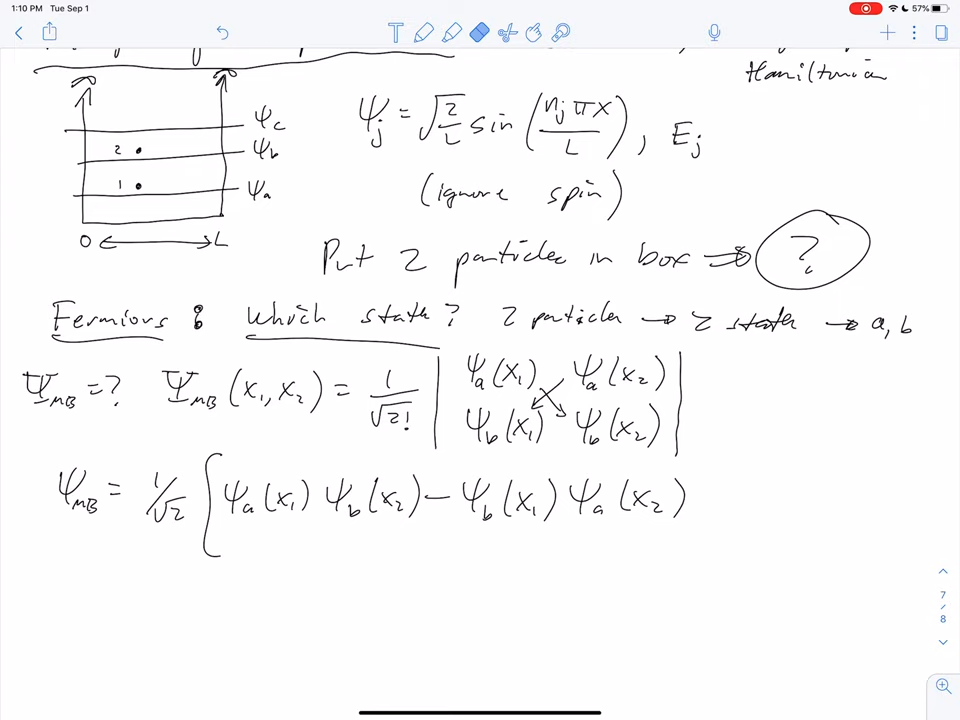 1:10 PM Tue Sep 1
57%
Hamiltonian
ψc
2 ψb
1 ψa
0 L
ψj = √(2/L) sin (nj π x / L), Ej
(ignore spin)
Put 2 particles in box → ?
Fermions : Which states? 2 particles → 2 states → a, b
ΨMB = ? ΨMB (x1, x2) = 1/√2! | ψa(x1) ψa(x2) |
| ψb(x1) ψb(x2) |
ψMB = 1/√2 [ ψa(x1) ψb(x2) − ψb(x1) ψa(x2)
7
/
8